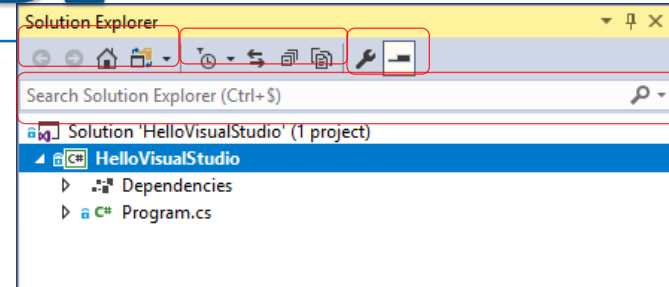 Solution Explorer
Search Solution Explorer (Ctrl+$)
Solution 'HelloVisualStudio' (1 project)
C# HelloVisualStudio
Dependencies
C# Program.cs